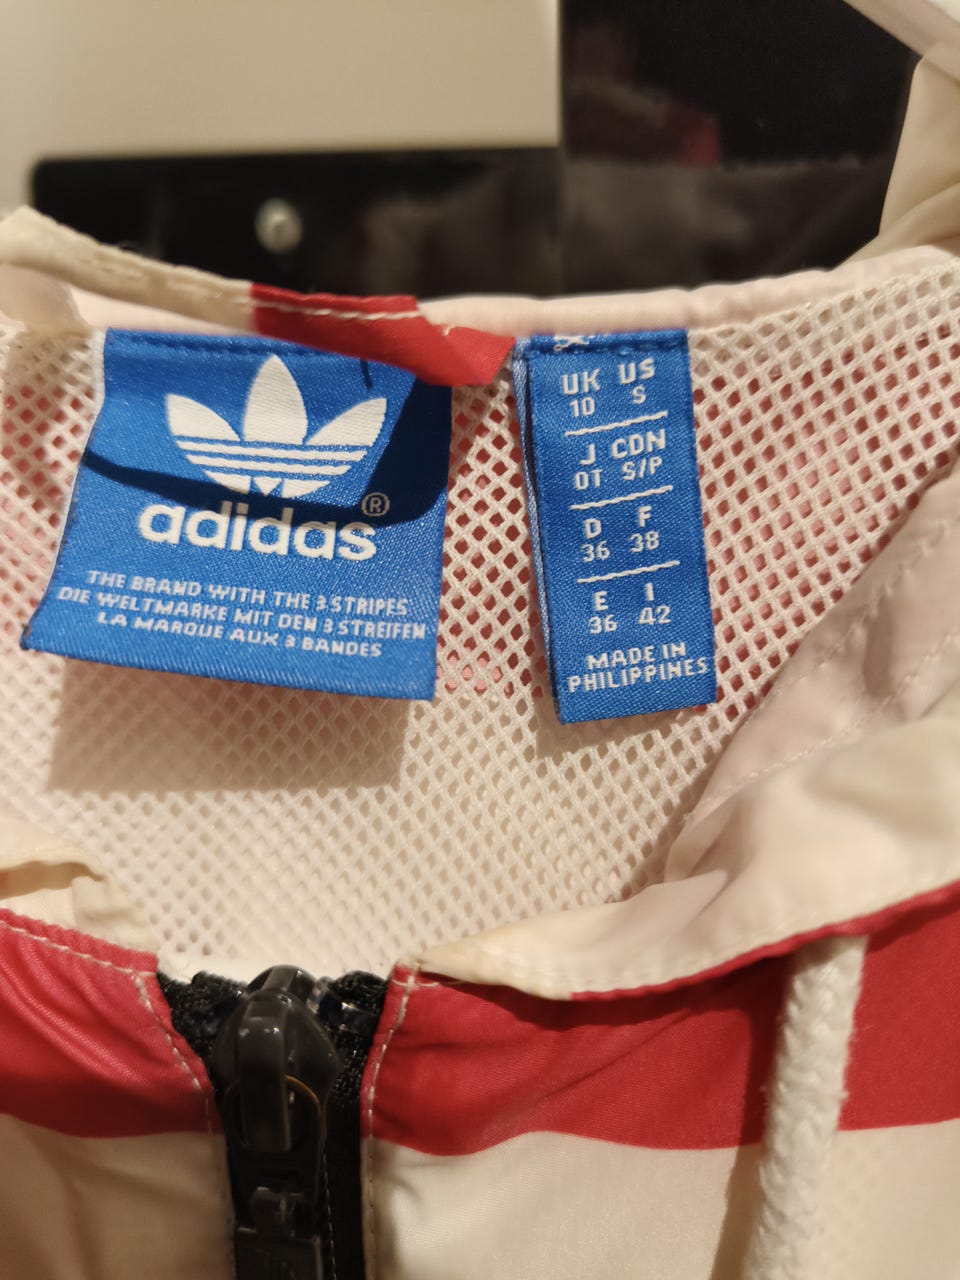 adidas®
THE BRAND WITH THE 3 STRIPES
DIE WELTMARKE MIT DEN 3 STREIFEN
LA MARQUE AUX 3 BANDES
UK US
10 S
J CDN
OT S/P
D F
36 38
E I
36 42
MADE IN
PHILIPPINES